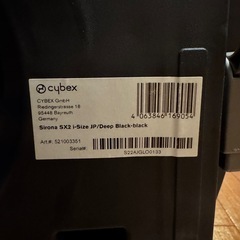 cybex
CYBEX GmbH
Riedingerstrasse 18
95448 Bayreuth
Germany
4 063846 169054
Sirona SX2 i-Size JP/Deep Black-black
Art.#: 521003351
Serial#: